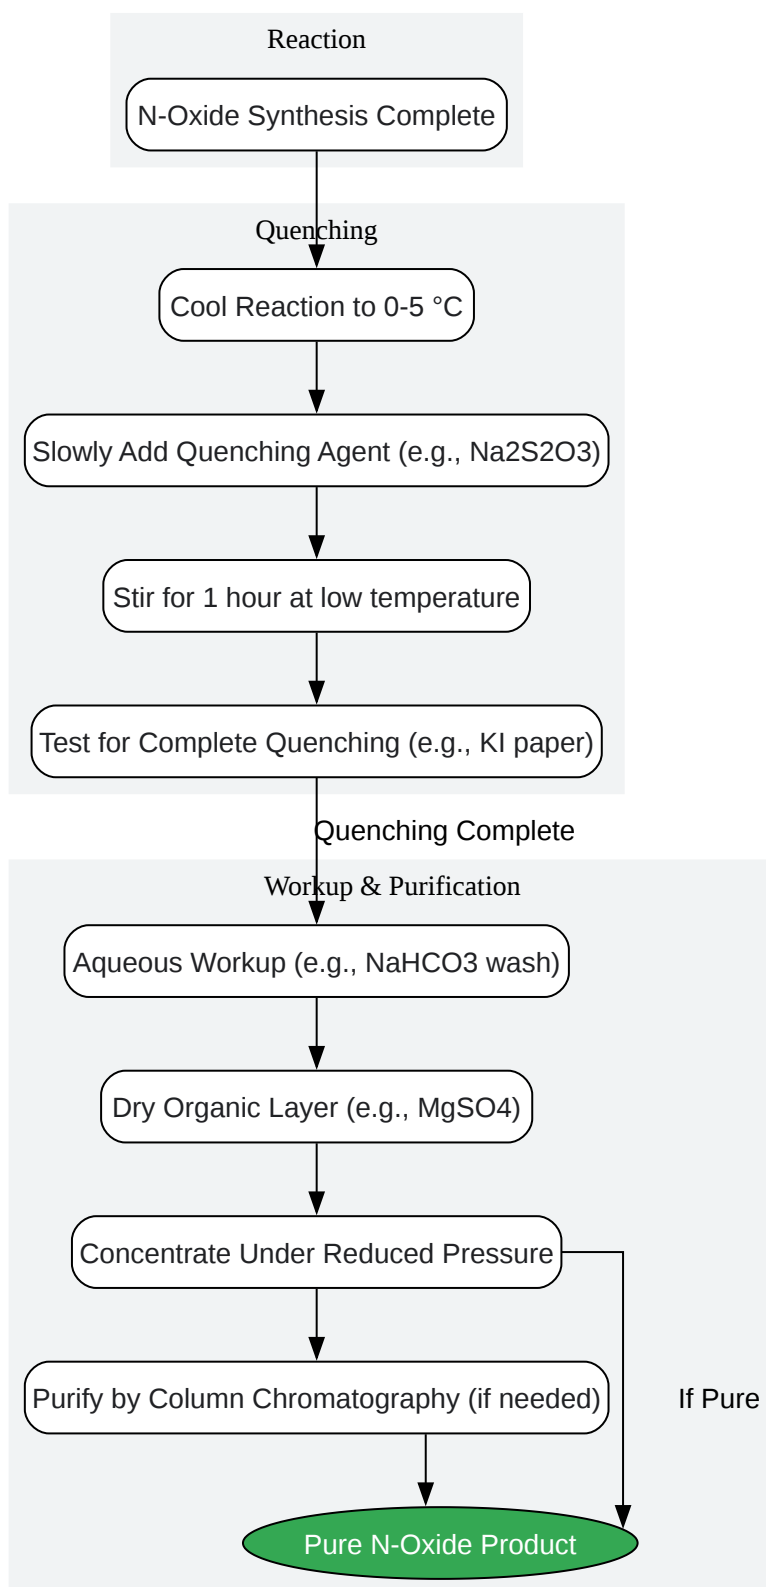 Reaction
N-Oxide Synthesis Complete
Quenching
Cool Reaction to 0-5 °C
Slowly Add Quenching Agent (e.g., Na2S2O3)
Stir for 1 hour at low temperature
Test for Complete Quenching (e.g., KI paper)
Quenching Complete
Workup & Purification
Aqueous Workup (e.g., NaHCO3 wash)
Dry Organic Layer (e.g., MgSO4)
Concentrate Under Reduced Pressure
Purify by Column Chromatography (if needed)
If Pure
Pure N-Oxide Product